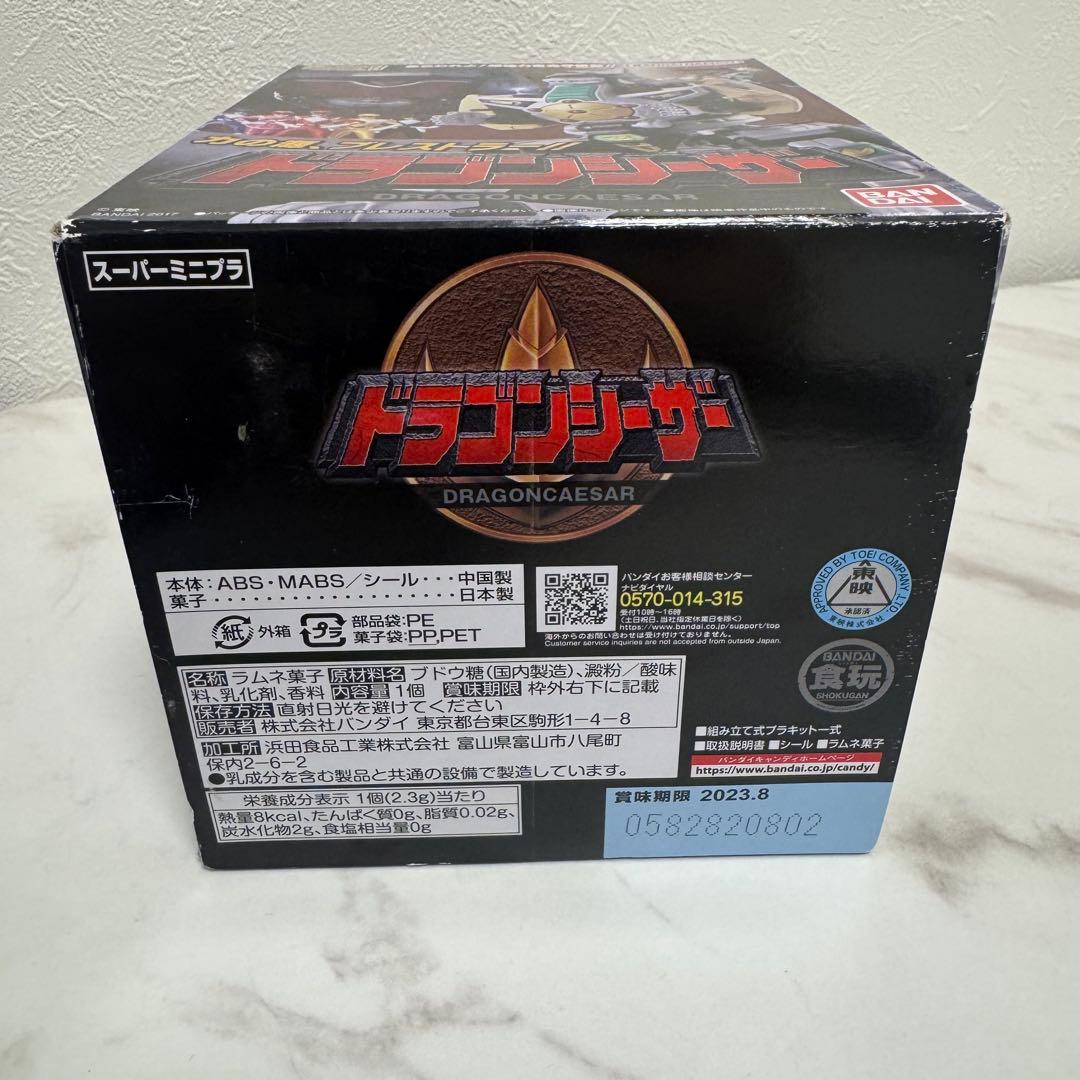 力の銀、プレストラー!!
ドラゴンシーザー
DRAGONCAESAR
© 東映
BANDAI 2017
BAN
DAI
スーパーミニプラ
ドラゴンシーザー
DRAGONCAESAR
本体:ABS・MABS/シール・・・中国製
菓子・・・・・・・・・・・・・・・・・・・・日本製
紙 外箱 プラ 部品袋:PE
菓子袋:PP,PET
バンダイお客様相談センター
ナビダイヤル
0570-014-315
受付10時~16時
(土日祝日、当社指定休業日を除く)
https://www.bandai.co.jp/support/top
海外からのお問い合わせは受け付けておりません。
Customer service inquiries are not accepted from outside Japan.
APPROVED BY TOEI COMPANY, LTD.
東映
承認済
東映株式会社
BANDAI
食玩
SHOKUGAN
名称 ラムネ菓子 原材料名 ブドウ糖(国内製造)、澱粉/酸味
料、乳化剤、香料 内容量 1個 賞味期限 枠外右下に記載
保存方法 直射日光を避けてください
販売者 株式会社バンダイ 東京都台東区駒形1-4-8
加工所 浜田食品工業株式会社 富山県富山市八尾町
保内2-6-2
●乳成分を含む製品と共通の設備で製造しています。
■組み立て式プラキット一式
■取扱説明書 ■シール ■ラムネ菓子
バンダイキャンディホームページ
https://www.bandai.co.jp/candy/
栄養成分表示 1個(2.3g)当たり
熱量8kcal、たんぱく質0g、脂質0.02g、
炭水化物2g、食塩相当量0g
賞味期限 2023.8
0582820802